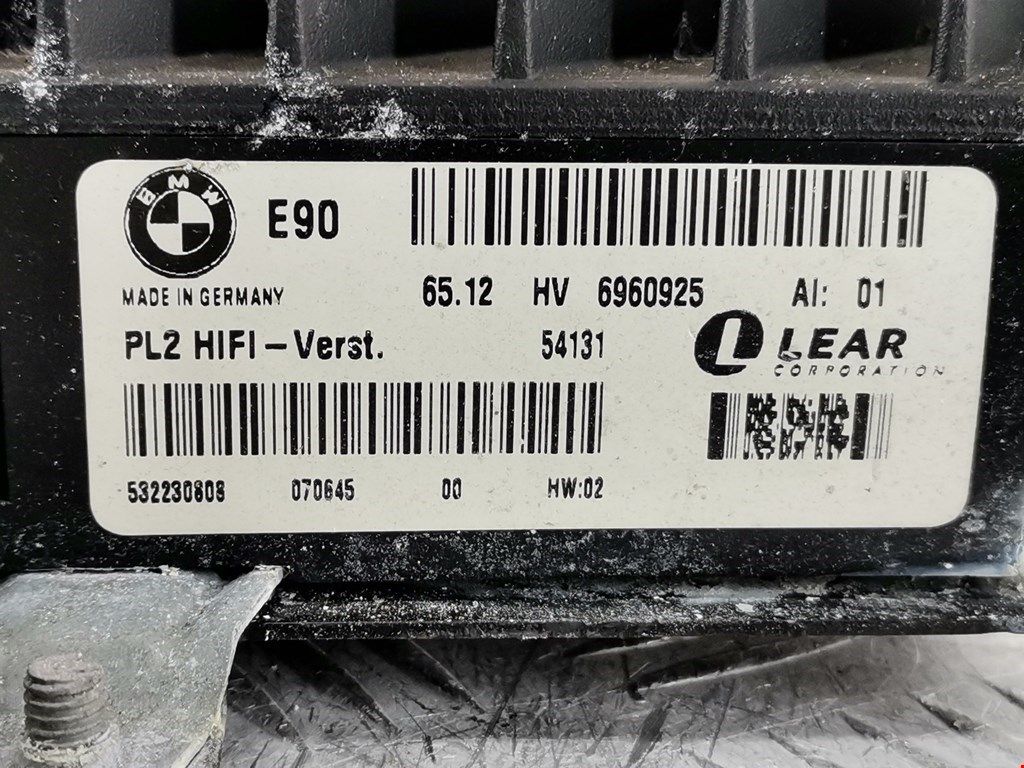 BMW E90
MADE IN GERMANY 65.12 HV 6960925 AI: 01
PL2 HIFI-Verst. 54131 LEAR
CORPORATION
532230808 070645 00 HW:02